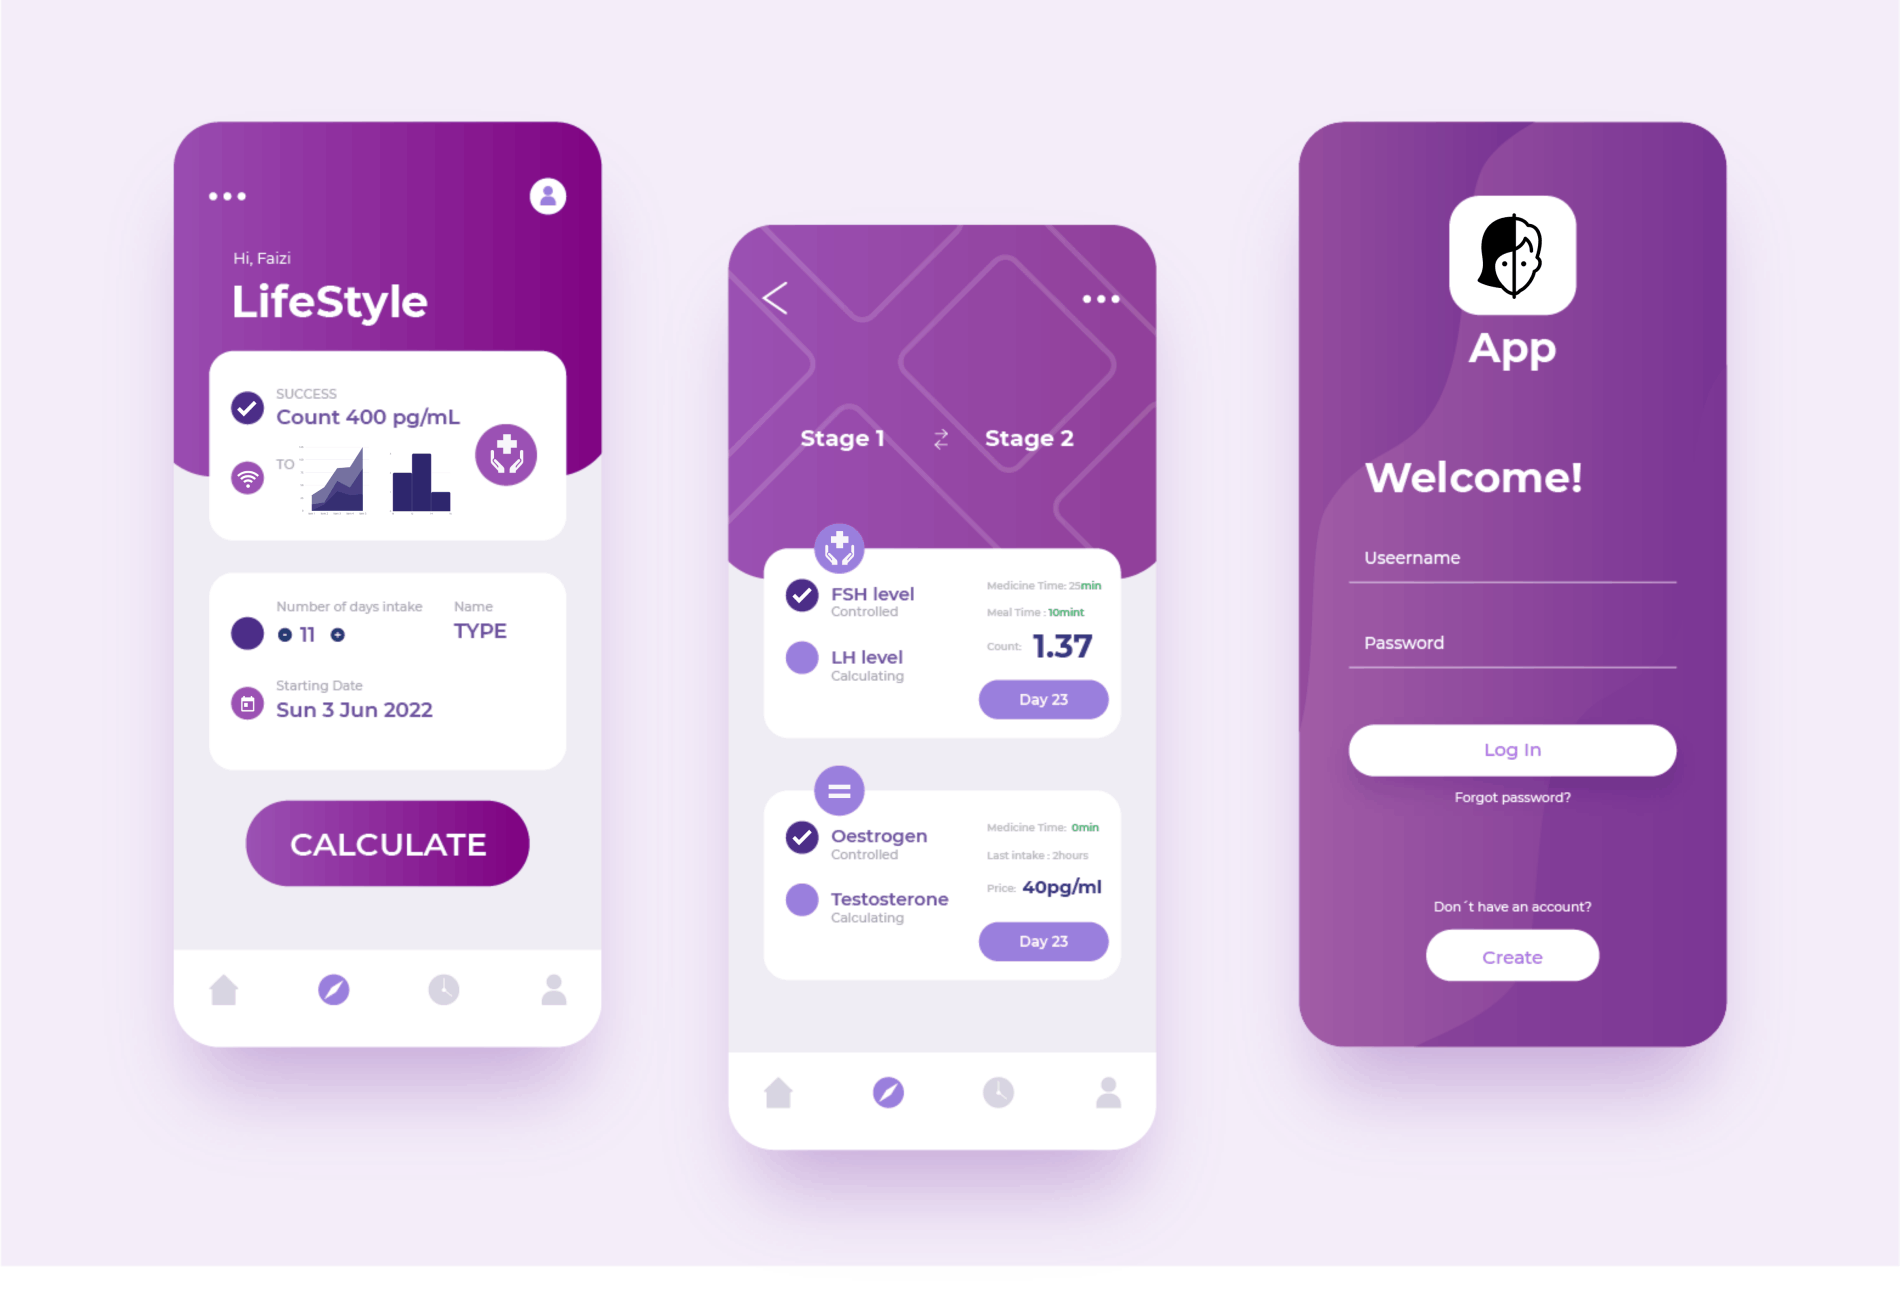 Hi, Faizi
LifeStyle
SUCCESS
Count 400 pg/mL
TO
Number of days intake
Name
- 11 +
TYPE
Starting Date
Sun 3 Jun 2022
CALCULATE
Stage 1
Stage 2
FSH level
Controlled
LH level
Calculating
Medicine Time: 25min
Meal Time : 10mint
Count: 1.37
Day 23
Oestrogen
Controlled
Testosterone
Calculating
Medicine Time: 0min
Last intake : 2hours
Price: 40pg/ml
Day 23
App
Welcome!
Useername
Password
Log In
Forgot password?
Don´t have an account?
Create